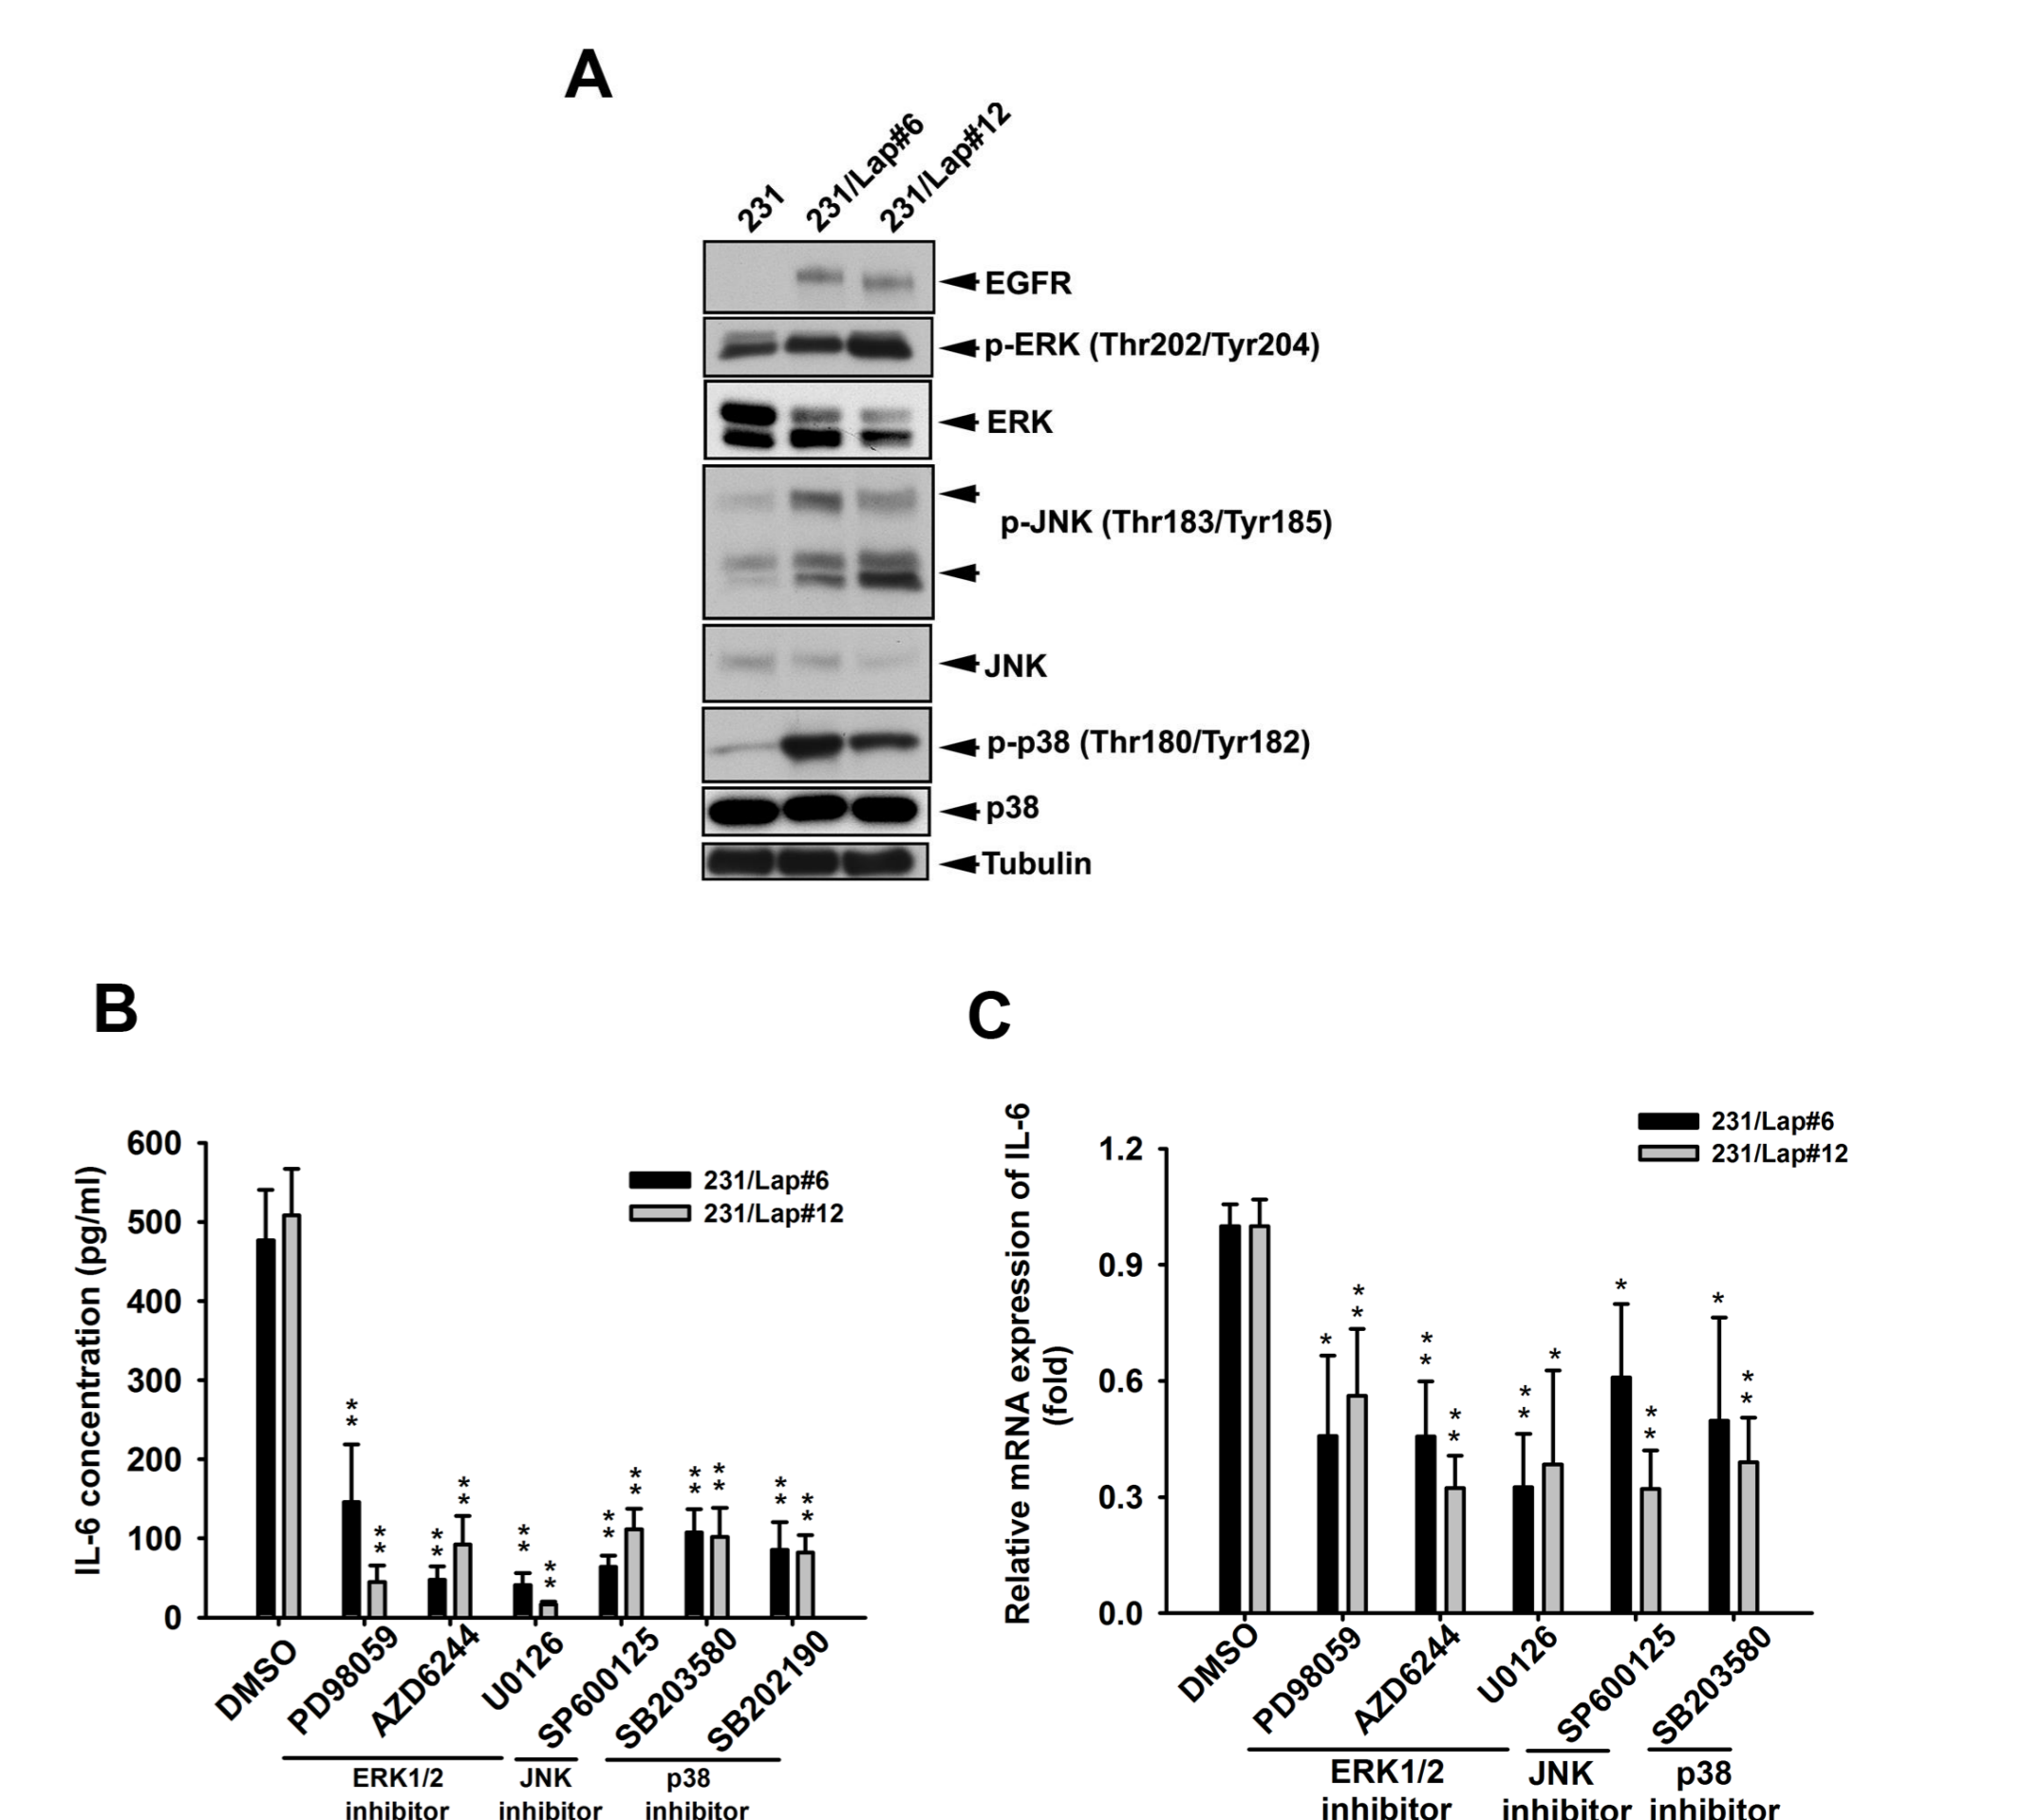 A
231
231/Lap#6
231/Lap#12
EGFR
p-ERK (Thr202/Tyr204)
ERK
p-JNK (Thr183/Tyr185)
JNK
p-p38 (Thr180/Tyr182)
p38
Tubulin
B
IL-6 concentration (pg/ml)
600
500
400
300
200
100
0
231/Lap#6
231/Lap#12
* *
* *
* *
* *
* *
* *
* *
* *
* *
* *
* *
* *
DMSO
PD98059
AZD6244
U0126
SP600125
SB203580
SB202190
ERK1/2
inhibitor
JNK
inhibitor
p38
inhibitor
C
Relative mRNA expression of IL-6
(fold)
1.2
0.9
0.6
0.3
0.0
231/Lap#6
231/Lap#12
*
* *
* *
* *
* *
*
*
* *
*
* *
DMSO
PD98059
AZD6244
U0126
SP600125
SB203580
ERK1/2
inhibitor
JNK
inhibitor
p38
inhibitor